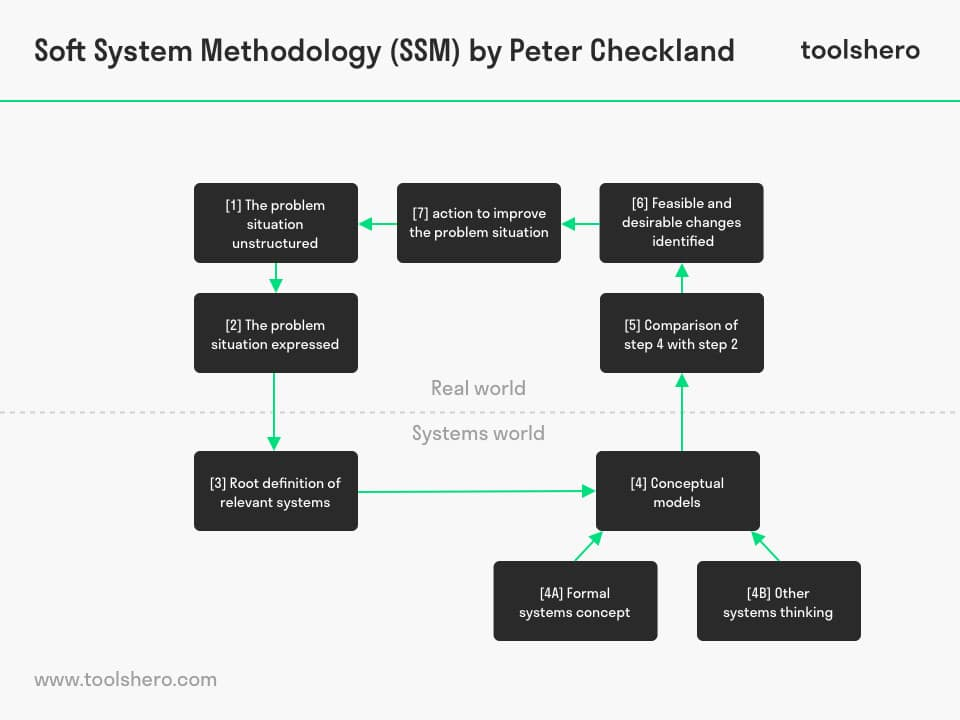 Soft System Methodology (SSM) by Peter Checkland
toolshero
[1] The problem
situation
unstructured
[7] action to improve
the problem situation
[6] Feasible and
desirable changes
identified
[2] The problem
situation expressed
[5] Comparison of
step 4 with step 2
Real world
Systems world
[3] Root definition of
relevant systems
[4] Conceptual
models
[4A] Formal
systems concept
[4B] Other
systems thinking
www.toolshero.com